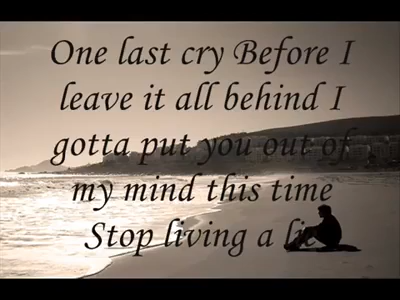 One last cry Before I
leave it all behind I
gotta put you out of
my mind this time
Stop living a lie